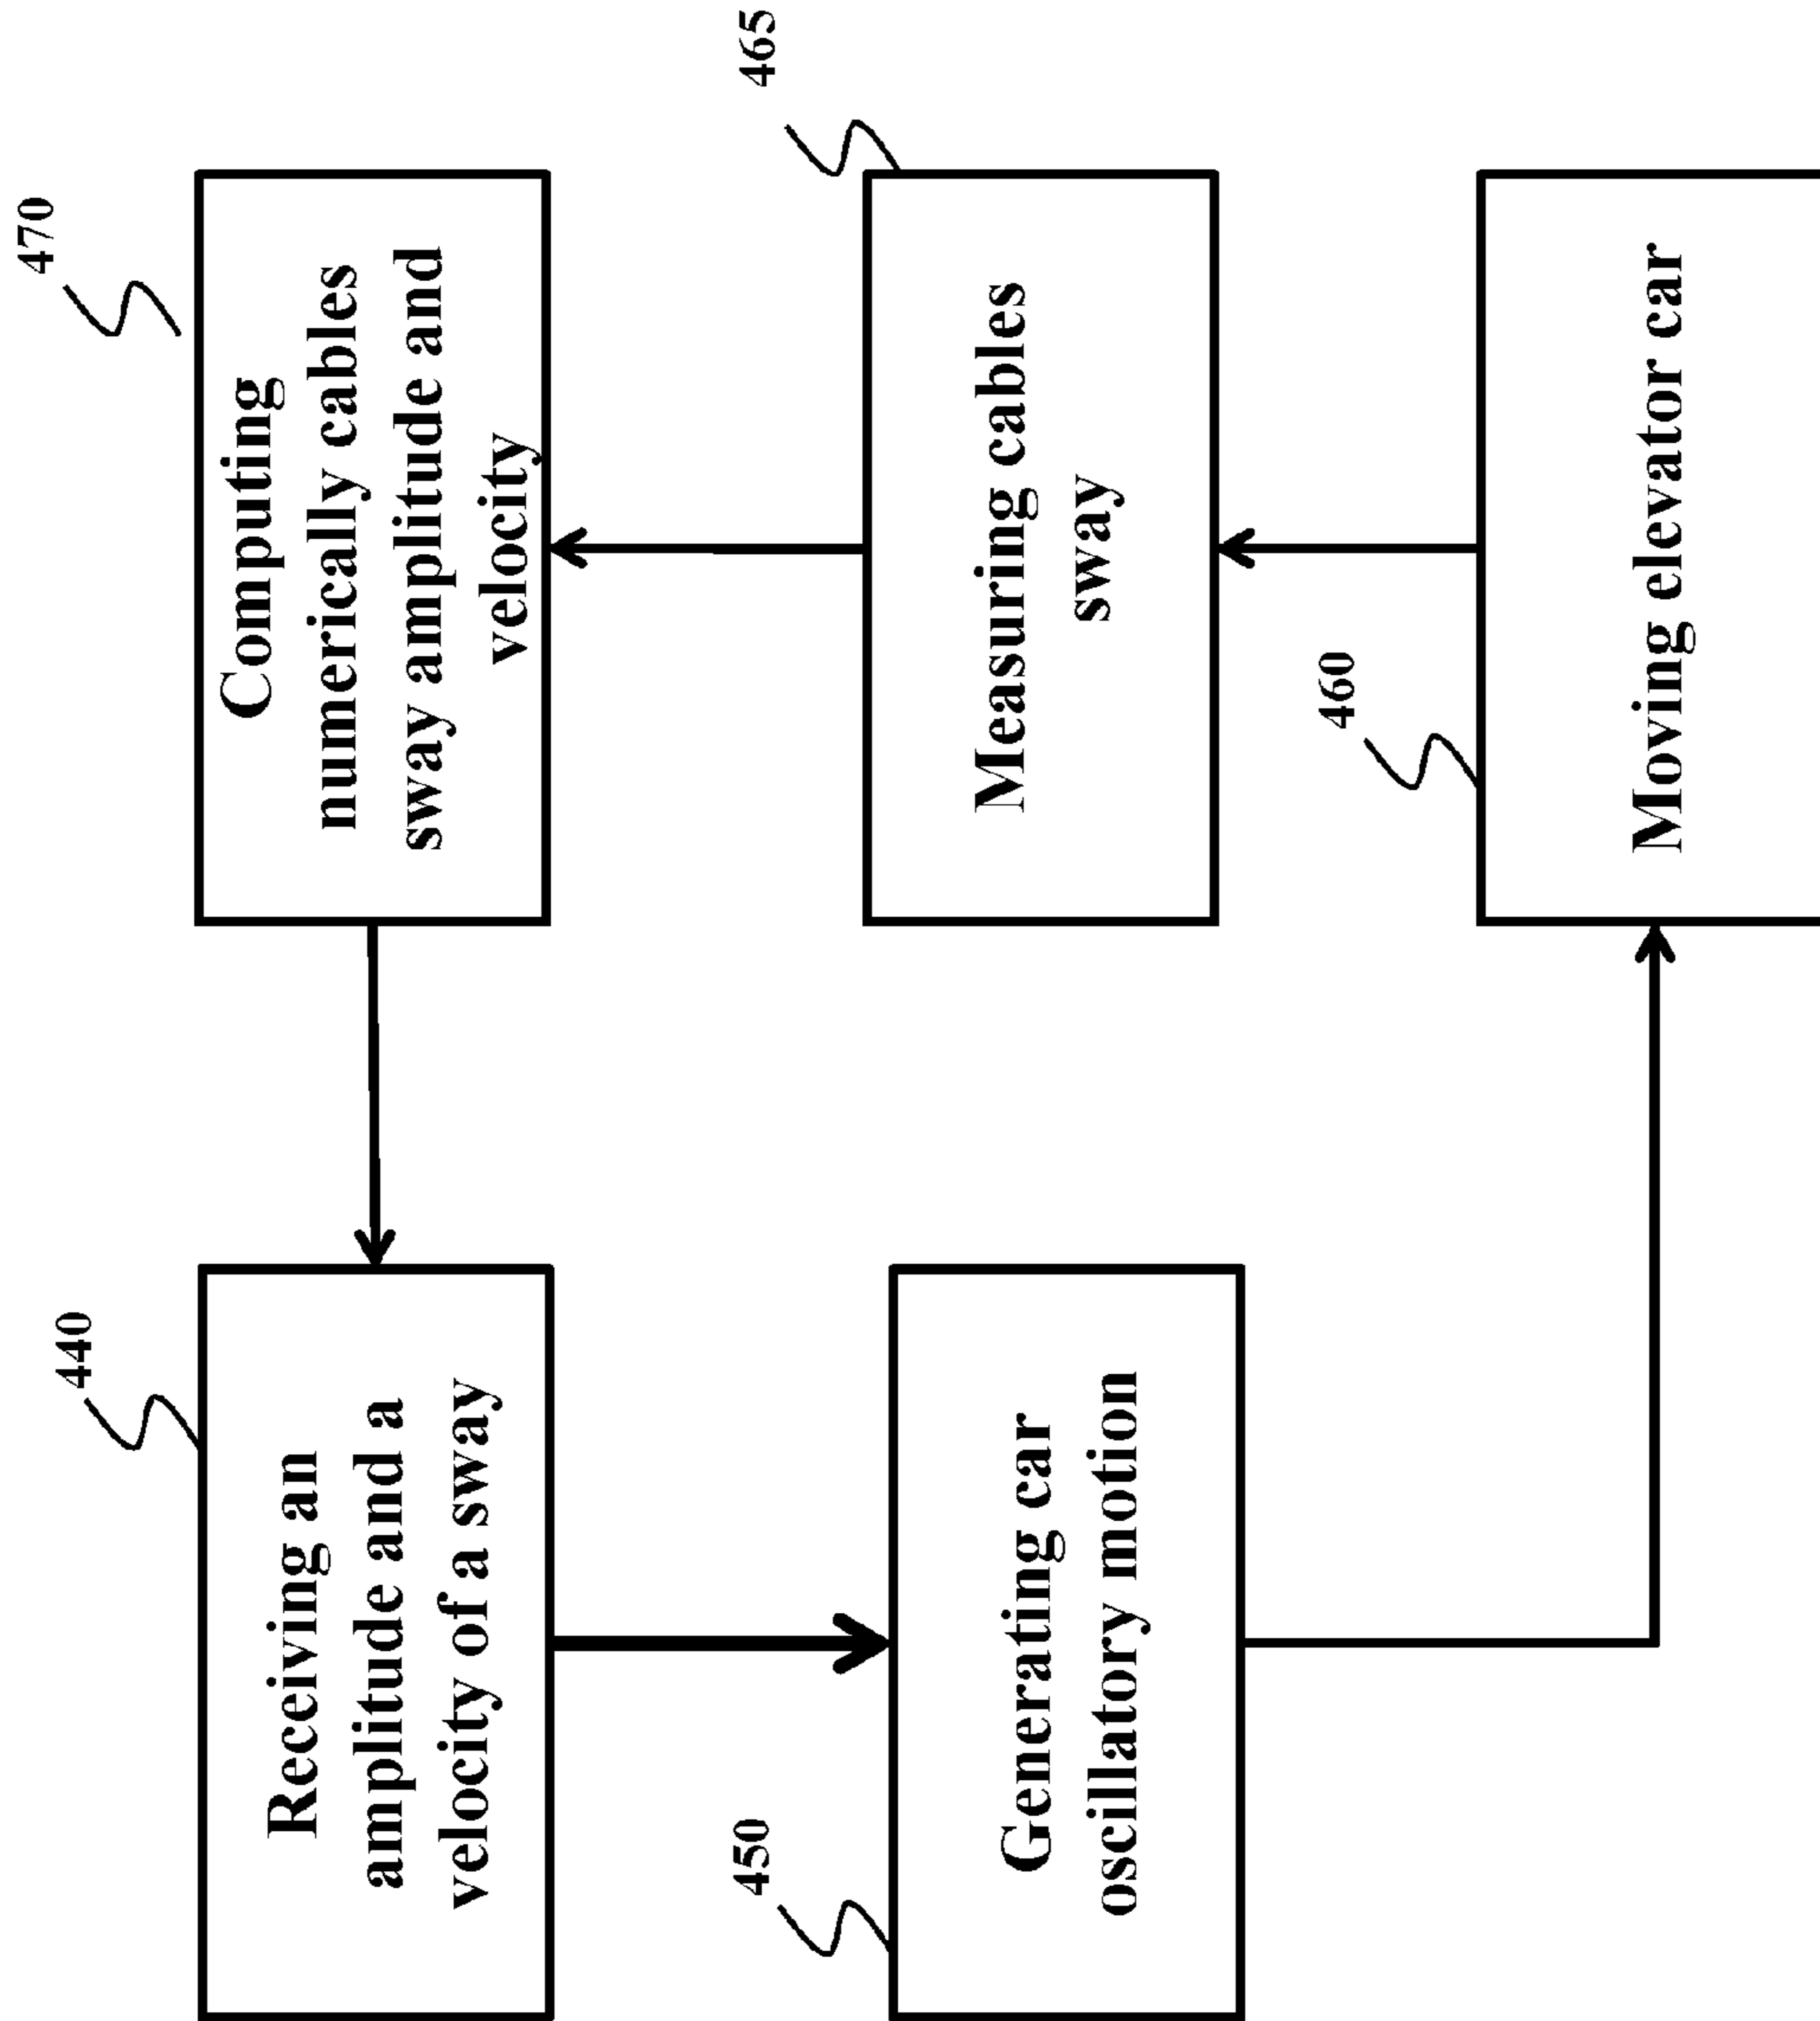 440
Receiving an
amplitude and a
velocity of a sway
470
Computing
numerically cables
sway amplitude and
velocity
450
Generating car
oscillatory motion
465
Measuring cables
sway
460
Moving elevator car